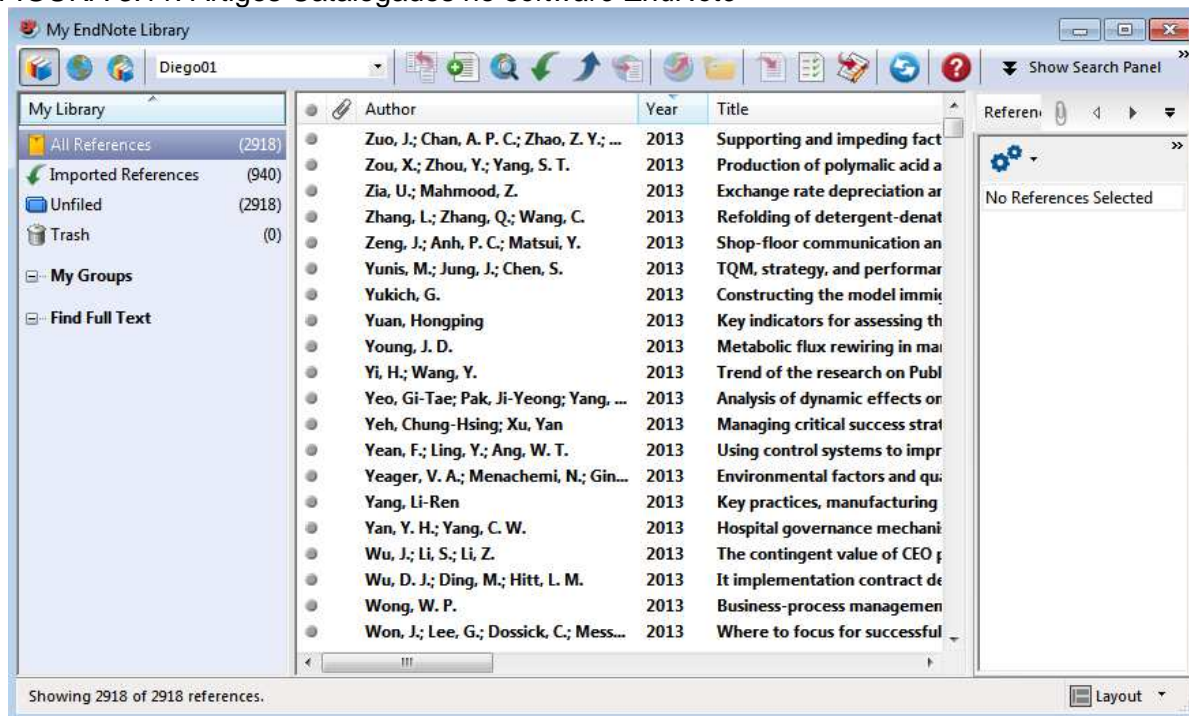 My EndNote Library
Diego01
Show Search Panel »
My Library
All References (2918)
Imported References (940)
Unfiled (2918)
Trash (0)
My Groups
Find Full Text
Author Year Title
Zuo, J.; Chan, A. P. C.; Zhao, Z. Y.; ... 2013 Supporting and impeding fact
Zou, X.; Zhou, Y.; Yang, S. T. 2013 Production of polymalic acid a
Zia, U.; Mahmood, Z. 2013 Exchange rate depreciation ar
Zhang, L.; Zhang, Q.; Wang, C. 2013 Refolding of detergent-denat
Zeng, J.; Anh, P. C.; Matsui, Y. 2013 Shop-floor communication an
Yunis, M.; Jung, J.; Chen, S. 2013 TQM, strategy, and performar
Yukich, G. 2013 Constructing the model immig
Yuan, Hongping 2013 Key indicators for assessing th
Young, J. D. 2013 Metabolic flux rewiring in mar
Yi, H.; Wang, Y. 2013 Trend of the research on Publ
Yeo, Gi-Tae; Pak, Ji-Yeong; Yang, ... 2013 Analysis of dynamic effects on
Yeh, Chung-Hsing; Xu, Yan 2013 Managing critical success strat
Yean, F.; Ling, Y.; Ang, W. T. 2013 Using control systems to impr
Yeager, V. A.; Menachemi, N.; Gin... 2013 Environmental factors and qua
Yang, Li-Ren 2013 Key practices, manufacturing
Yan, Y. H.; Yang, C. W. 2013 Hospital governance mechani
Wu, J.; Li, S.; Li, Z. 2013 The contingent value of CEO p
Wu, D. J.; Ding, M.; Hitt, L. M. 2013 It implementation contract de
Wong, W. P. 2013 Business-process managemen
Won, J.; Lee, G.; Dossick, C.; Mess... 2013 Where to focus for successful
Referen
»
No References Selected
Showing 2918 of 2918 references.
Layout